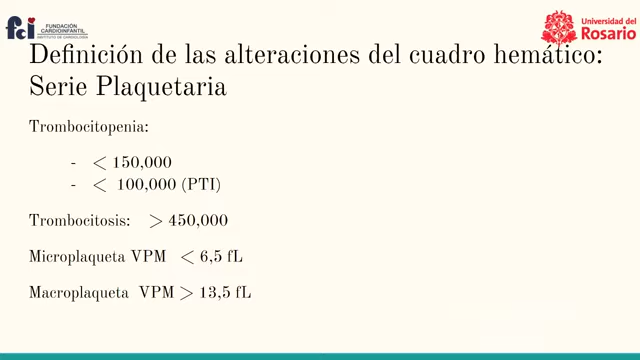 fci
FUNDACIÓN
CARDIOINFANTIL
INSTITUTO DE CARDIOLOGÍA
Universidad del
Rosario
Definición de las alteraciones del cuadro hemático:
Serie Plaquetaria
Trombocitopenia:
- < 150,000
- < 100,000 (PTI)
Trombocitosis: > 450,000
Microplaqueta VPM < 6,5 fL
Macroplaqueta VPM > 13,5 fL